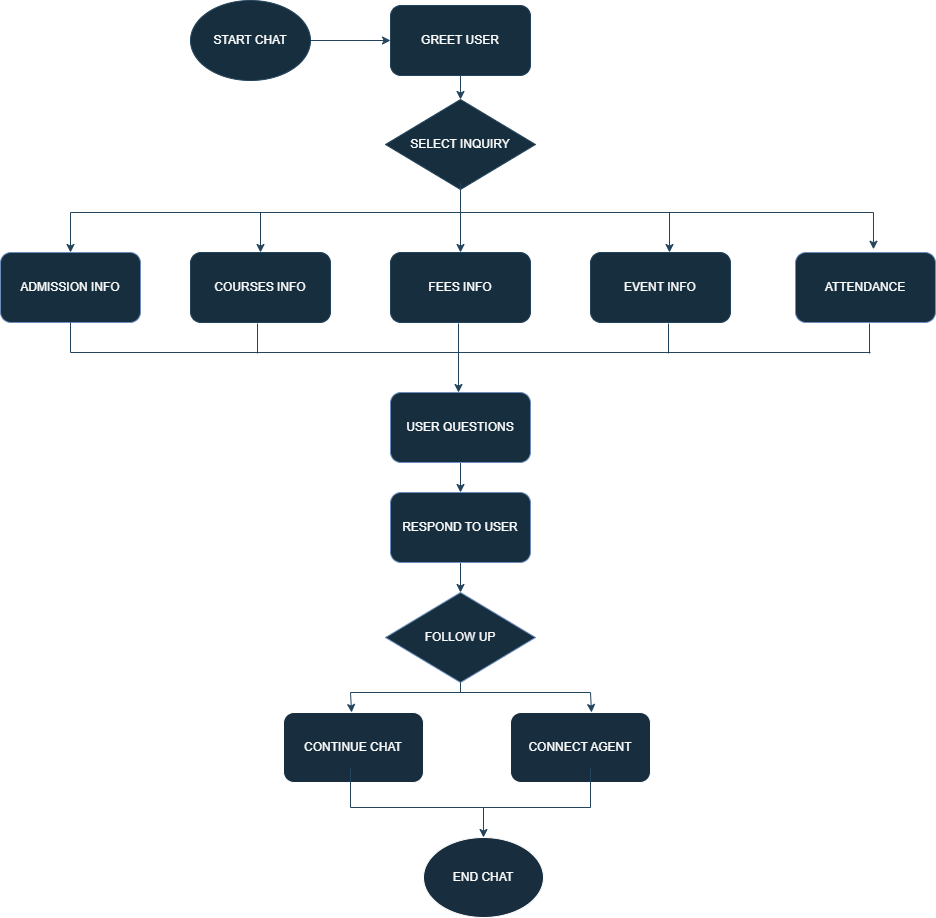 START CHAT
GREET USER
SELECT INQUIRY
ADMISSION INFO
COURSES INFO
FEES INFO
EVENT INFO
ATTENDANCE
USER QUESTIONS
RESPOND TO USER
FOLLOW UP
CONTINUE CHAT
CONNECT AGENT
END CHAT